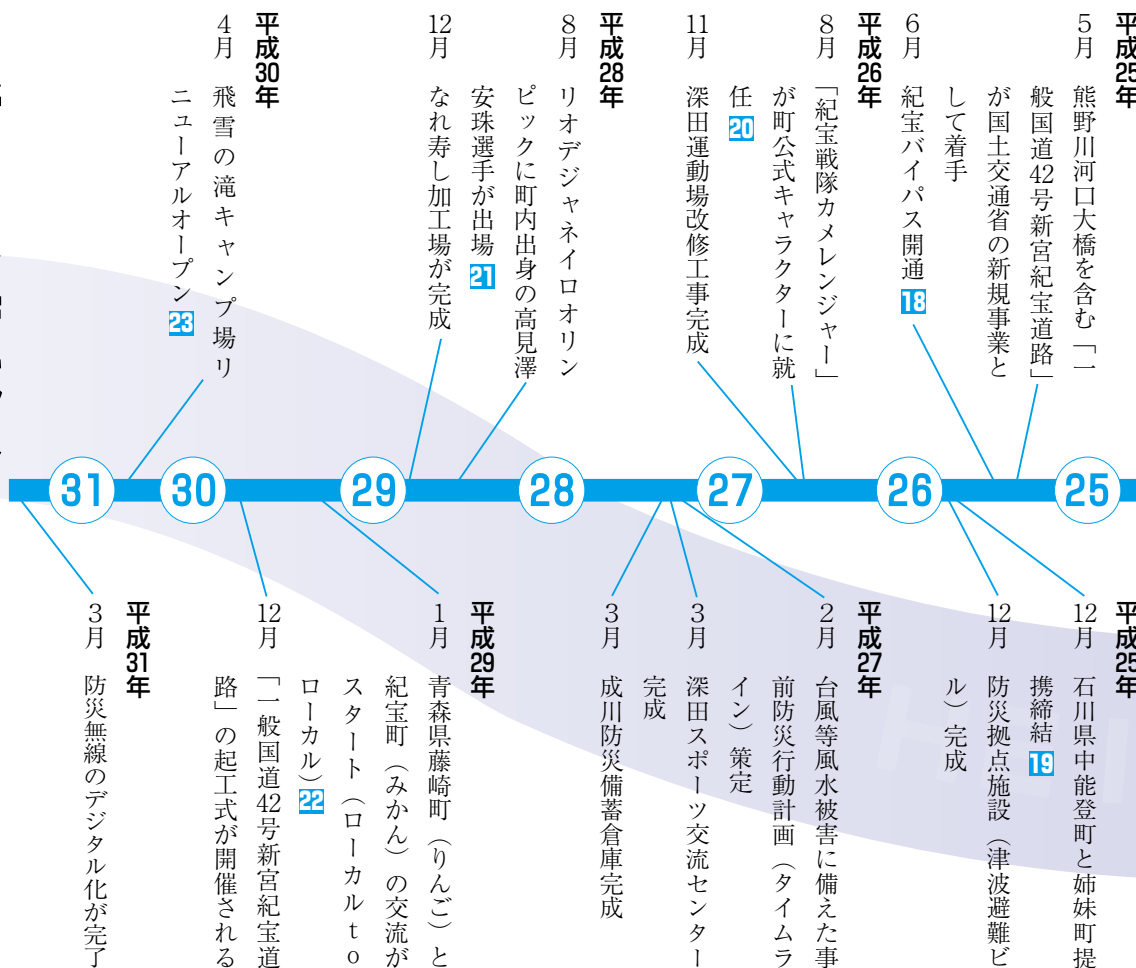 平成25年
5月 熊野川河口大橋を含む「一
般国道42号新宮紀宝道路」
が国土交通省の新規事業と
して着手
6月 紀宝バイパス開通 18
平成26年
8月 「紀宝戦隊カメレンジャー」
が町公式キャラクターに就
任 20
11月 深田運動場改修工事完成
平成28年
8月 リオデジャネイロオリン
ピックに町内出身の高見澤
安珠選手が出場 21
12月 なれ寿し加工場が完成
平成30年
4月 飛雪の滝キャンプ場リ
ニューアルオープン 23
31 30 29 28 27 26 25
平成25年
12月 石川県中能登町と姉妹町提
携締結 19
12月 防災拠点施設（津波避難ビ
ル）完成
平成27年
2月 台風等風水被害に備えた事
前防災行動計画（タイムラ
イン）策定
3月 深田スポーツ交流センター
完成
3月 成川防災備蓄倉庫完成
平成29年
1月 青森県藤崎町（りんご）と
紀宝町（みかん）の交流が
スタート（ローカルto
ローカル）22
12月 「一般国道42号新宮紀宝道
路」の起工式が開催される
平成31年
3月 防災無線のデジタル化が完了